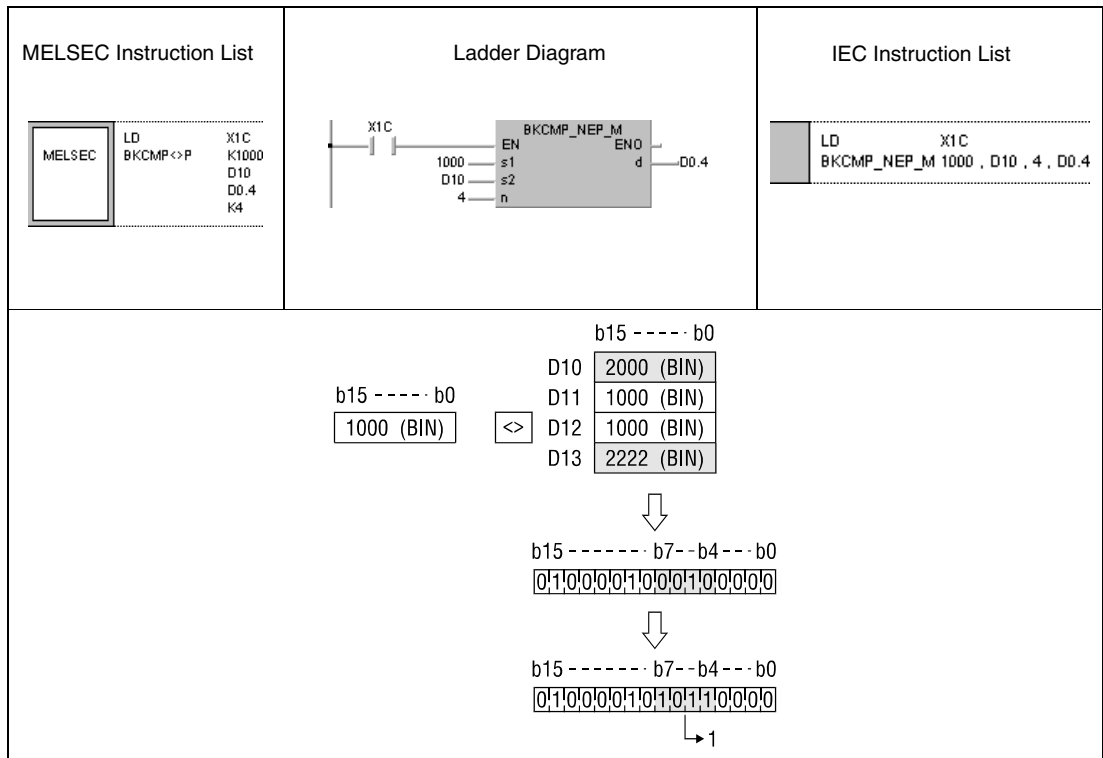 MELSEC Instruction List
Ladder Diagram
IEC Instruction List
MELSEC
LD X1C
BKCMP<>P K1000
D10
D0.4
K4
X1C
BKCMP_NEP_M
EN ENO
1000 s1 d D0.4
D10 s2
4 n
LD X1C
BKCMP_NEP_M 1000 , D10 , 4 , D0.4
b15 - - - - - b0
D10 2000 (BIN)
b15 - - - - - b0
D11 1000 (BIN)
1000 (BIN) <> D12 1000 (BIN)
D13 2222 (BIN)
b15 - - - - - - - - b7 - - b4 - - - b0
0 1 0 0 0 0 1 0 0 0 1 0 0 0 0 0
b15 - - - - - - - - b7 - - b4 - - - b0
0 1 0 0 0 0 1 0 1 0 1 1 0 0 0 0
1